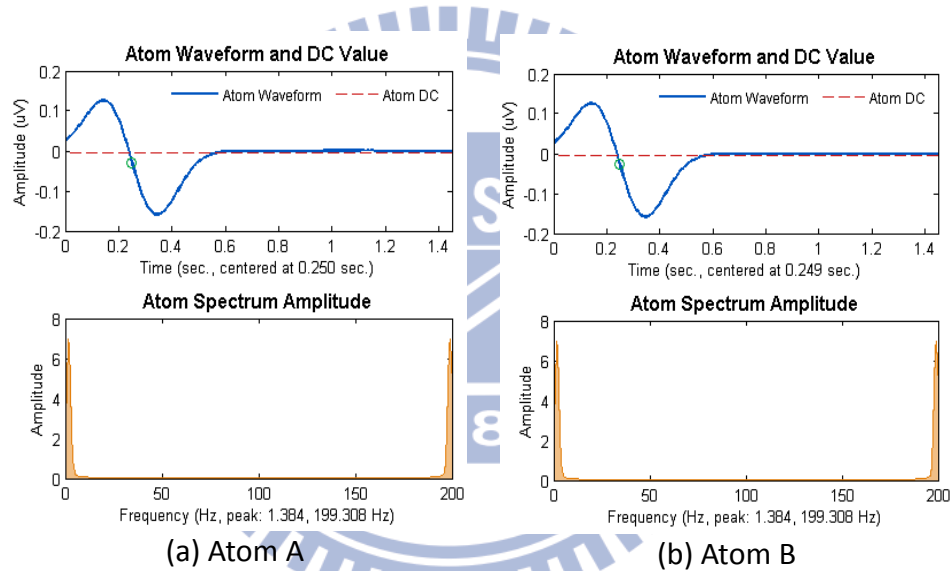 Atom Waveform and DC Value
0.2
0.1
0
-0.1
-0.2
Amplitude (uV)
Atom Waveform
Atom DC
0 0.2 0.4 0.6 0.8 1 1.2 1.4
Time (sec., centered at 0.250 sec.)
Atom Spectrum Amplitude
8
6
4
2
0
Amplitude
0 50 100 150 200
Frequency (Hz, peak: 1.384, 199.308 Hz)
(a) Atom A
Atom Waveform and DC Value
0.2
0.1
0
-0.1
-0.2
Amplitude (uV)
Atom Waveform
Atom DC
0 0.2 0.4 0.6 0.8 1 1.2 1.4
Time (sec., centered at 0.249 sec.)
Atom Spectrum Amplitude
8
6
4
2
0
Amplitude
0 50 100 150 200
Frequency (Hz, peak: 1.384, 199.308 Hz)
(b) Atom B